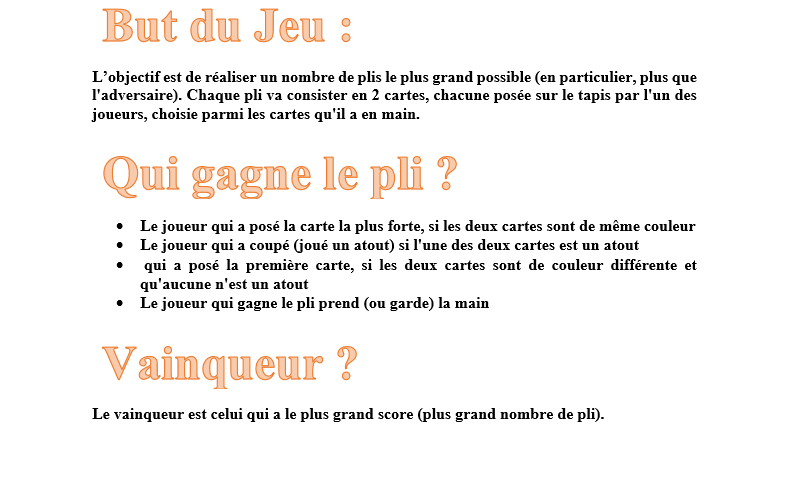 But du Jeu :
L’objectif est de réaliser un nombre de plis le plus grand possible (en particulier, plus que
l'adversaire). Chaque pli va consister en 2 cartes, chacune posée sur le tapis par l'un des
joueurs, choisie parmi les cartes qu'il a en main.
Qui gagne le pli ?
• Le joueur qui a posé la carte la plus forte, si les deux cartes sont de même couleur
• Le joueur qui a coupé (joué un atout) si l'une des deux cartes est un atout
• qui a posé la première carte, si les deux cartes sont de couleur différente et
qu'aucune n'est un atout
• Le joueur qui gagne le pli prend (ou garde) la main
Vainqueur ?
Le vainqueur est celui qui a le plus grand score (plus grand nombre de pli).